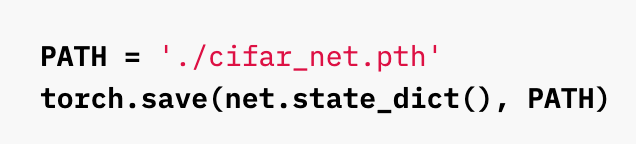 PATH = './cifar_net.pth'
torch.save(net.state_dict(), PATH)